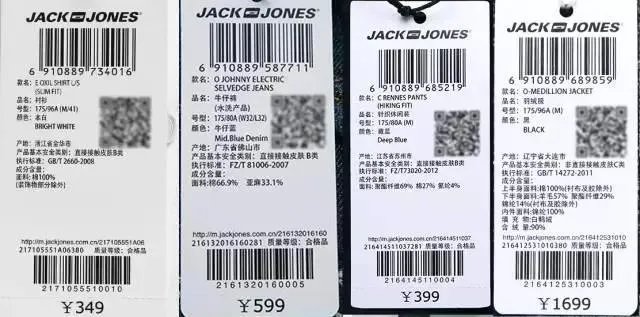 JACK JONES
6 910889 734016
款名: E OXIL SHIRT L/S
(SLIM FIT)
品名: 衬衫
号型: 175/96A (M/41)
颜色: 本白
BRIGHT WHITE
产地: 浙江省金华市
产品基本安全类别: 直接接触皮肤B类
执行标准: GB/T 2660-2008
成分含量:
面料: 棉100%
(装饰物部分除外)
http://m.jackjones.com.cn/217105551A06
217105551A06380 质量等级: 合格品
2171055510010
￥349
JACK JONES
6 910889 587711
款名: O JOHNNY ELECTRIC
SELVEDGE JEANS
品名: 牛仔裤
(水洗产品)
号型: 175/80A (W32/L32)
颜色: 牛仔蓝
Mid.Blue Denim
产地: 广东省佛山市
产品基本安全类别: 直接接触皮肤B类
执行标准: FZ/T 81006-2007
成分含量:
面料: 棉66.9% 亚麻33.1%
http://m.jackjones.com.cn/216132016160
216132016160281 质量等级: 合格品
2161320160005
￥599
JACK JONES
6 910889 685219
款名: C RENNES PANTS
(HIKING FIT)
品名: 针织休闲裤
号型: 175/80A (M)
颜色: 藏蓝
Deep Blue
产地: 江苏省苏州市
产品基本安全类别: 直接接触皮肤B类
执行标准: FZ/T73020-2012
成分含量:
面料: 聚酯纤维69% 棉27% 氨纶4%
http://m.jackjones.com.cn/216414511037
216414511037281 质量等级: 合格品
2164145110004
￥399
JACK JONES
6 910889 689859
款名: O-MEDILLION JACKET
品名: 羽绒服
号型: 175/96A (M)
颜色: 黑
BLACK
产地: 辽宁省大连市
产品基本安全类别: 非直接接触皮肤C类
执行标准: GB/T 14272-2011
成分含量:
上半身面料: 棉100%(衬布及胶除外)
下半身面料: 羊毛57% 聚酯纤维29%
锦纶14%(衬布及胶除外)
内件面料: 锦纶100%
填 充 物: 白鸭绒
含 绒 量: 90%
http://m.jackjones.com.cn/216412531010
216412531010380 质量等级: 合格品
2164125310003
￥1699